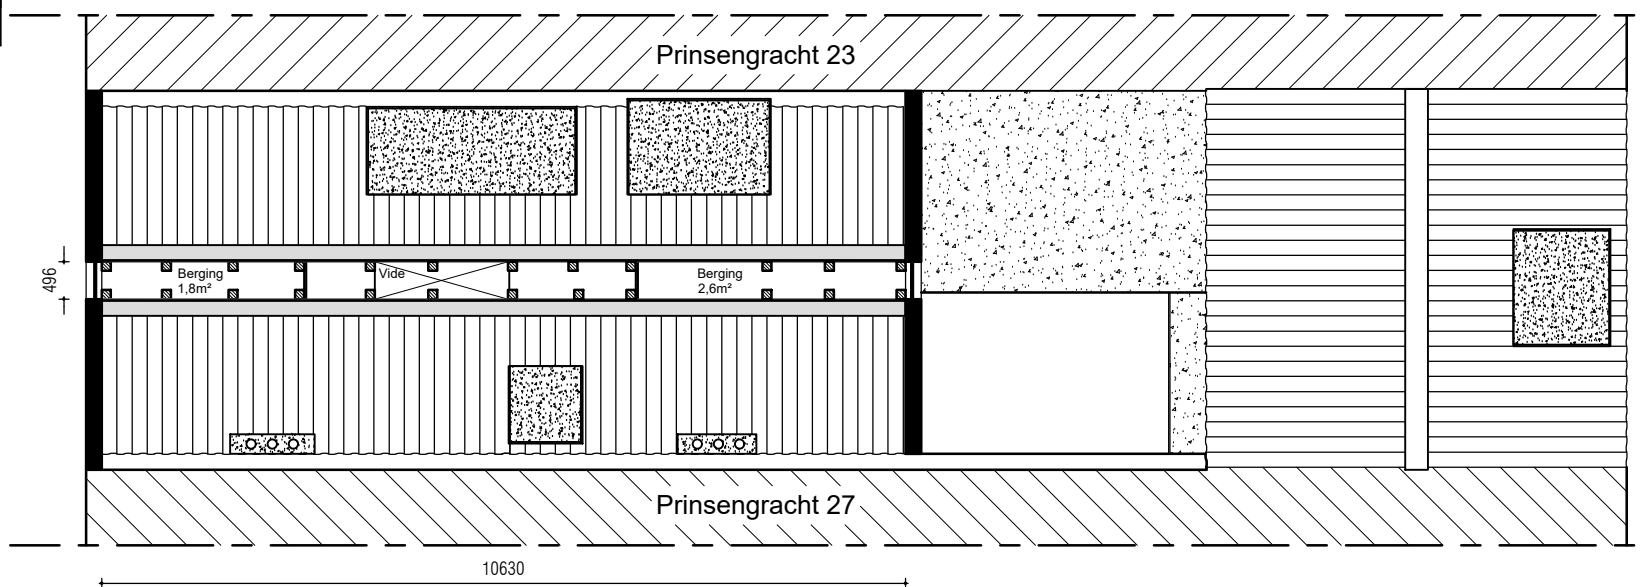 Prinsengracht 23
496
Berging
1,8m²
Vide
Berging
2,6m²
Prinsengracht 27
10630